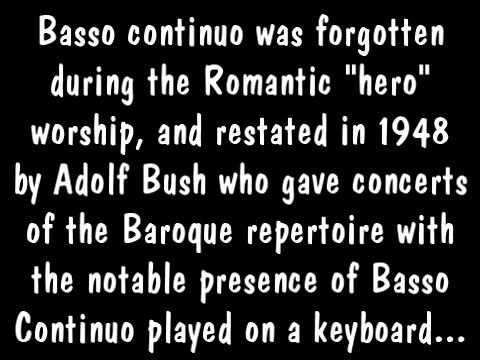 Basso continuo was forgotten
during the Romantic "hero"
worship, and restated in 1948
by Adolf Bush who gave concerts
of the Baroque repertoire with
the notable presence of Basso
Continuo played on a keyboard...